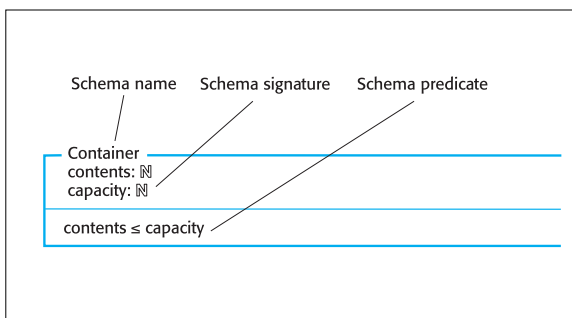 Schema name Schema signature Schema predicate
Container
contents: ℕ
capacity: ℕ
contents ≤ capacity